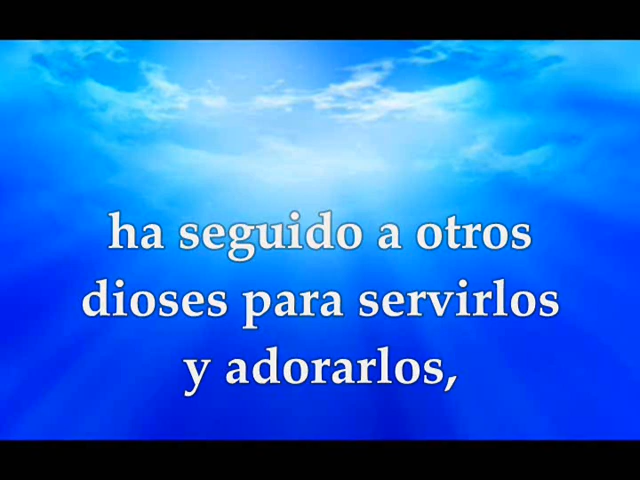 ha seguido a otros
dioses para servirlos
y adorarlos,